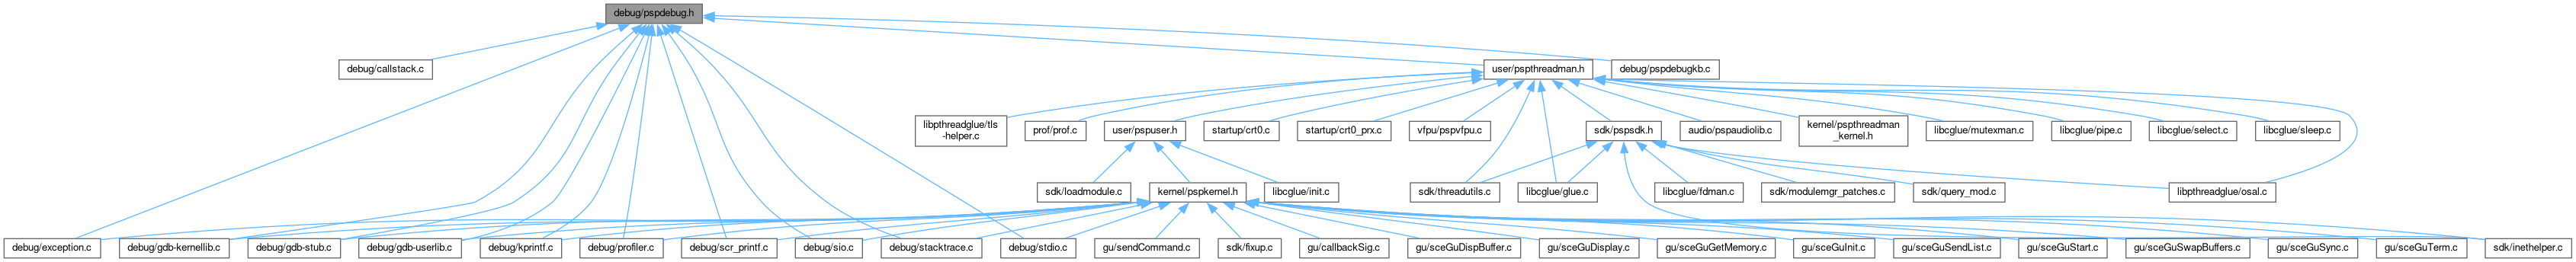 debug/pspdebug.h
debug/callstack.c
user/pspthreadman.h
debug/pspdebugkb.c
libpthreadglue/tls
-helper.c
prof/prof.c
user/pspuser.h
startup/crt0.c
startup/crt0_prx.c
vfpu/pspvfpu.c
sdk/pspsdk.h
audio/pspaudiolib.c
kernel/pspthreadman
_kernel.h
libcglue/mutexman.c
libcglue/pipe.c
libcglue/select.c
libcglue/sleep.c
sdk/loadmodule.c
kernel/pspkernel.h
libcglue/init.c
sdk/threadutils.c
libcglue/glue.c
libcglue/fdman.c
sdk/modulemgr_patches.c
sdk/query_mod.c
libpthreadglue/osal.c
debug/exception.c
debug/gdb-kernellib.c
debug/gdb-stub.c
debug/gdb-userlib.c
debug/kprintf.c
debug/profiler.c
debug/scr_printf.c
debug/sio.c
debug/stacktrace.c
debug/stdio.c
gu/sendCommand.c
sdk/fixup.c
gu/callbackSig.c
gu/sceGuDispBuffer.c
gu/sceGuDisplay.c
gu/sceGuGetMemory.c
gu/sceGuInit.c
gu/sceGuSendList.c
gu/sceGuStart.c
gu/sceGuSwapBuffers.c
gu/sceGuSync.c
gu/sceGuTerm.c
sdk/inethelper.c